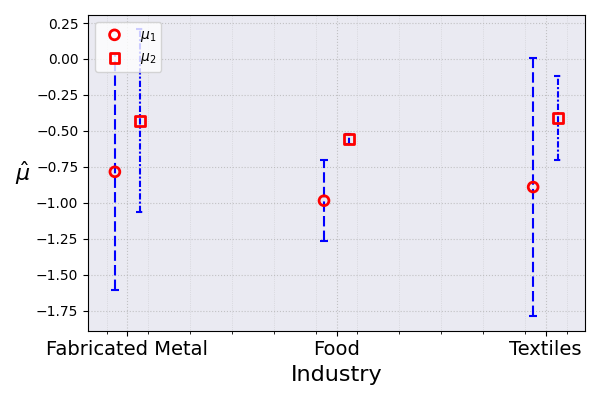 0.25
0.00
−0.25
−0.50
−0.75
−1.00
−1.25
−1.50
−1.75
μ̂
μ₁
μ₂
Fabricated Metal
Food
Textiles
Industry